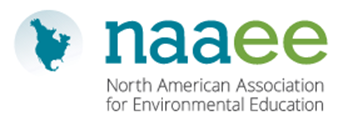 naaee
North American Association
for Environmental Education